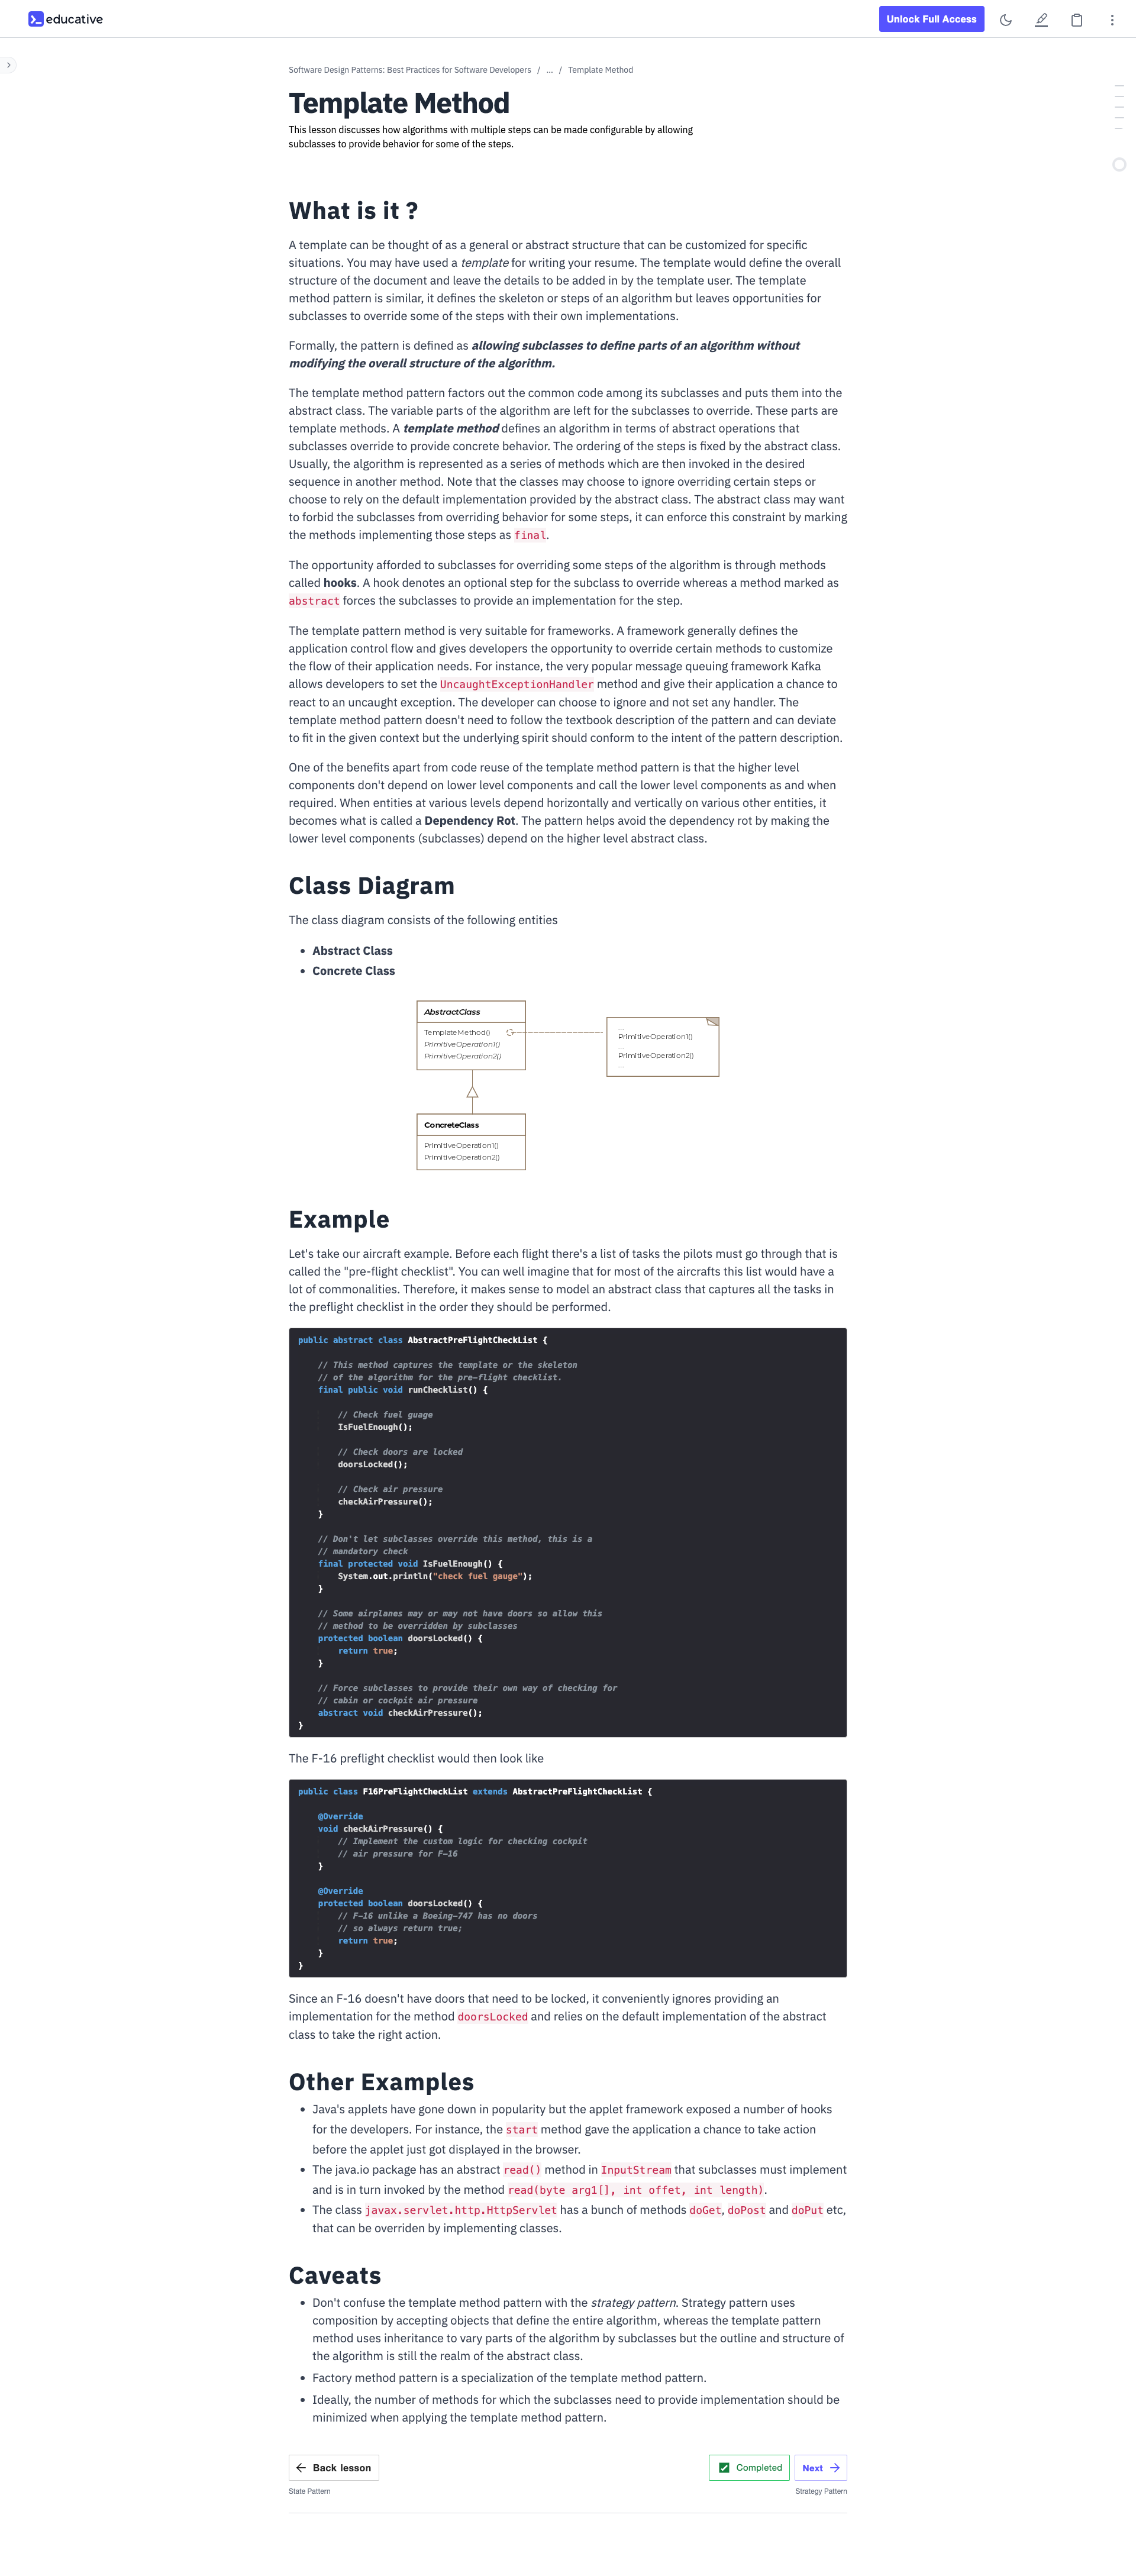 educative
Unlock Full Access
Software Design Patterns: Best Practices for Software Developers / ... / Template Method
Template Method
This lesson discusses how algorithms with multiple steps can be made configurable by allowing
subclasses to provide behavior for some of the steps.
What is it ?
A template can be thought of as a general or abstract structure that can be customized for specific
situations. You may have used a template for writing your resume. The template would define the overall
structure of the document and leave the details to be added in by the template user. The template
method pattern is similar, it defines the skeleton or steps of an algorithm but leaves opportunities for
subclasses to override some of the steps with their own implementations.
Formally, the pattern is defined as allowing subclasses to define parts of an algorithm without
modifying the overall structure of the algorithm.
The template method pattern factors out the common code among its subclasses and puts them into the
abstract class. The variable parts of the algorithm are left for the subclasses to override. These parts are
template methods. A template method defines an algorithm in terms of abstract operations that
subclasses override to provide concrete behavior. The ordering of the steps is fixed by the abstract class.
Usually, the algorithm is represented as a series of methods which are then invoked in the desired
sequence in another method. Note that the classes may choose to ignore overriding certain steps or
choose to rely on the default implementation provided by the abstract class. The abstract class may want
to forbid the subclasses from overriding behavior for some steps, it can enforce this constraint by marking
the methods implementing those steps as final.
The opportunity afforded to subclasses for overriding some steps of the algorithm is through methods
called hooks. A hook denotes an optional step for the subclass to override whereas a method marked as
abstract forces the subclasses to provide an implementation for the step.
The template pattern method is very suitable for frameworks. A framework generally defines the
application control flow and gives developers the opportunity to override certain methods to customize
the flow of their application needs. For instance, the very popular message queuing framework Kafka
allows developers to set the UncaughtExceptionHandler method and give their application a chance to
react to an uncaught exception. The developer can choose to ignore and not set any handler. The
template method pattern doesn't need to follow the textbook description of the pattern and can deviate
to fit in the given context but the underlying spirit should conform to the intent of the pattern description.
One of the benefits apart from code reuse of the template method pattern is that the higher level
components don't depend on lower level components and call the lower level components as and when
required. When entities at various levels depend horizontally and vertically on various other entities, it
becomes what is called a Dependency Rot. The pattern helps avoid the dependency rot by making the
lower level components (subclasses) depend on the higher level abstract class.
Class Diagram
The class diagram consists of the following entities
• Abstract Class
• Concrete Class
AbstractClass
TemplateMethod()
PrimitiveOperation1()
PrimitiveOperation2()
...
PrimitiveOperation1()
...
PrimitiveOperation2()
...
ConcreteClass
PrimitiveOperation1()
PrimitiveOperation2()
Example
Let's take our aircraft example. Before each flight there's a list of tasks the pilots must go through that is
called the "pre-flight checklist". You can well imagine that for most of the aircrafts this list would have a
lot of commonalities. Therefore, it makes sense to model an abstract class that captures all the tasks in
the preflight checklist in the order they should be performed.
public abstract class AbstractPreFlightCheckList {
// This method captures the template or the skeleton
// of the algorithm for the pre-flight checklist.
final public void runChecklist() {
// Check fuel guage
IsFuelEnough();
// Check doors are locked
doorsLocked();
// Check air pressure
checkAirPressure();
}
// Don't let subclasses override this method, this is a
// mandatory check
final protected void IsFuelEnough() {
System.out.println("check fuel gauge");
}
// Some airplanes may or may not have doors so allow this
// method to be overridden by subclasses
protected boolean doorsLocked() {
return true;
}
// Force subclasses to provide their own way of checking for
// cabin or cockpit air pressure
abstract void checkAirPressure();
}
The F-16 preflight checklist would then look like
public class F16PreFlightCheckList extends AbstractPreFlightCheckList {
@Override
void checkAirPressure() {
// Implement the custom logic for checking cockpit
// air pressure for F-16
}
@Override
protected boolean doorsLocked() {
// F-16 unlike a Boeing-747 has no doors
// so always return true;
return true;
}
}
Since an F-16 doesn't have doors that need to be locked, it conveniently ignores providing an
implementation for the method doorsLocked and relies on the default implementation of the abstract
class to take the right action.
Other Examples
• Java's applets have gone down in popularity but the applet framework exposed a number of hooks
for the developers. For instance, the start method gave the application a chance to take action
before the applet just got displayed in the browser.
• The java.io package has an abstract read() method in InputStream that subclasses must implement
and is in turn invoked by the method read(byte arg1[], int offet, int length).
• The class javax.servlet.http.HttpServlet has a bunch of methods doGet, doPost and doPut etc,
that can be overriden by implementing classes.
Caveats
• Don't confuse the template method pattern with the strategy pattern. Strategy pattern uses
composition by accepting objects that define the entire algorithm, whereas the template pattern
method uses inheritance to vary parts of the algorithm by subclasses but the outline and structure of
the algorithm is still the realm of the abstract class.
• Factory method pattern is a specialization of the template method pattern.
• Ideally, the number of methods for which the subclasses need to provide implementation should be
minimized when applying the template method pattern.
Back lesson
Completed
Next
State Pattern
Strategy Pattern